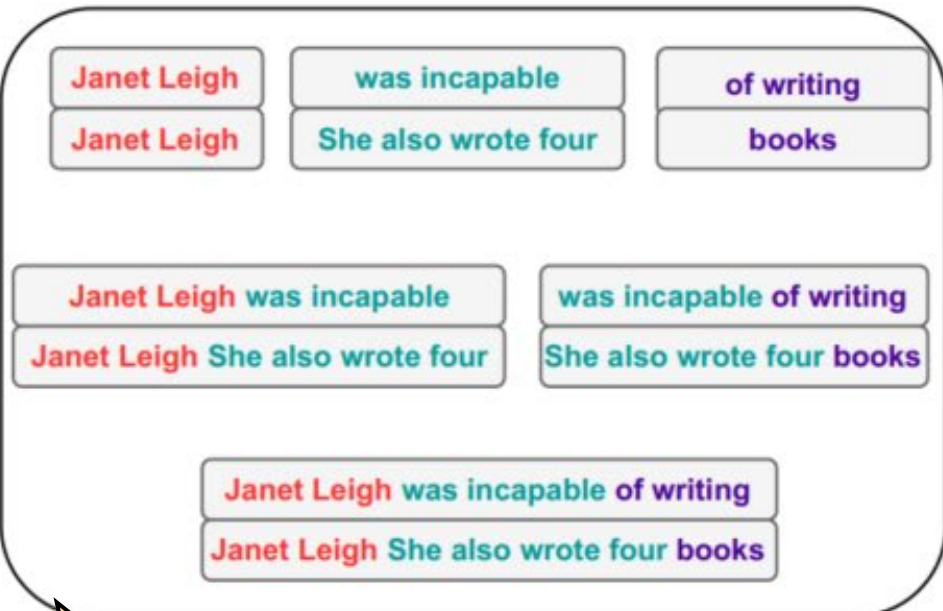 Janet Leigh was incapable of writing
Janet Leigh She also wrote four books
Janet Leigh was incapable was incapable of writing
Janet Leigh She also wrote four She also wrote four books
Janet Leigh was incapable of writing
Janet Leigh She also wrote four books